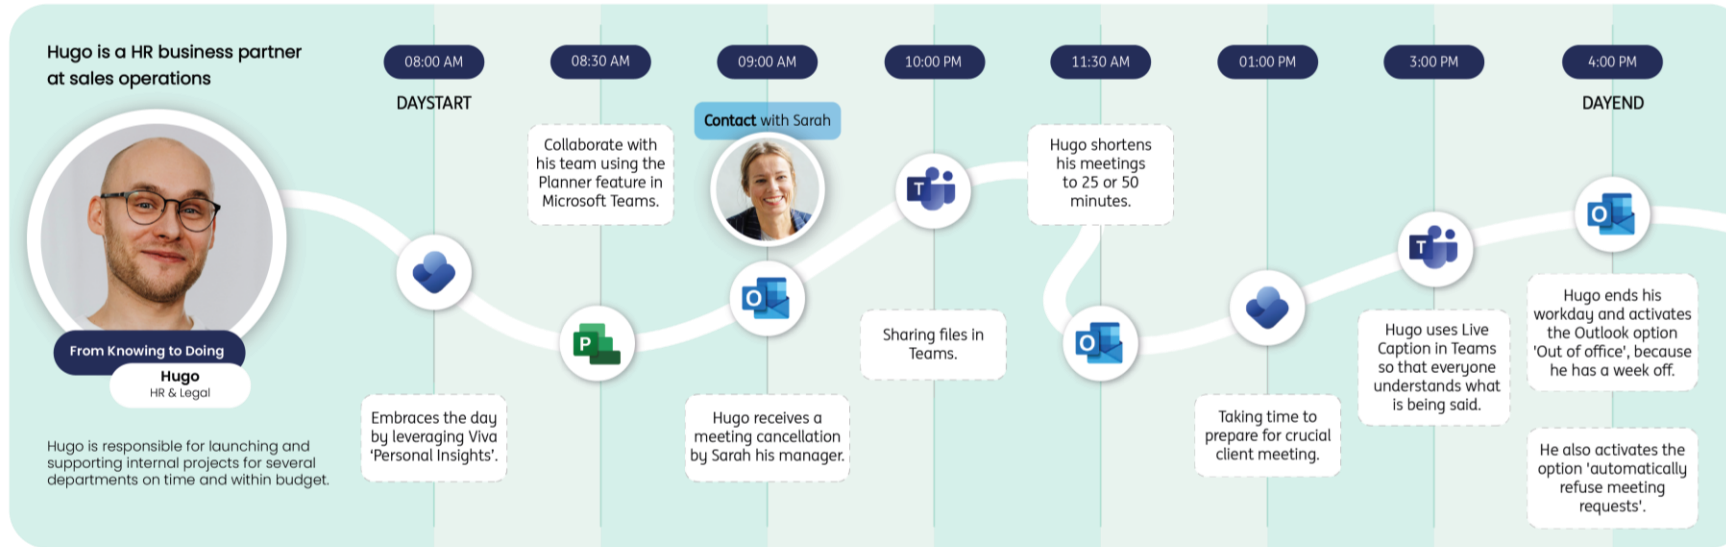 Hugo is a HR business partner
at sales operations
From Knowing to Doing
Hugo
HR & Legal
Hugo is responsible for launching and
supporting internal projects for several
departments on time and within budget.
08:00 AM
DAYSTART
Embraces the day
by leveraging Viva
‘Personal Insights’.
08:30 AM
Collaborate with
his team using the
Planner feature in
Microsoft Teams.
P
09:00 AM
Contact with Sarah
O
Hugo receives a
meeting cancellation
by Sarah his manager.
10:00 PM
T
Sharing files in
Teams.
11:30 AM
Hugo shortens
his meetings
to 25 or 50
minutes.
O
01:00 PM
Taking time to
prepare for crucial
client meeting.
3:00 PM
T
Hugo uses Live
Caption in Teams
so that everyone
understands what
is being said.
4:00 PM
DAYEND
O
Hugo ends his
workday and activates
the Outlook option
'Out of office', because
he has a week off.
He also activates the
option 'automatically
refuse meeting
requests'.